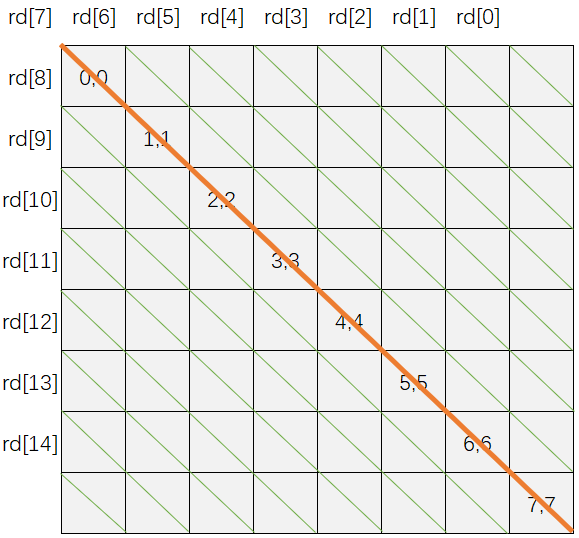 rd[7] rd[6] rd[5] rd[4] rd[3] rd[2] rd[1] rd[0]
rd[8] 0,0
rd[9] 1,1
rd[10] 2,2
rd[11] 3,3
rd[12] 4,4
rd[13] 5,5
rd[14] 6,6
7,7